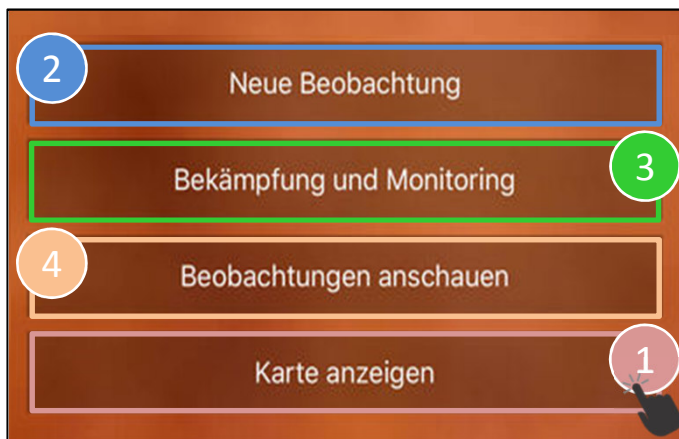 2
Neue Beobachtung
Bekämpfung und Monitoring
3
4
Beobachtungen anschauen
Karte anzeigen
1